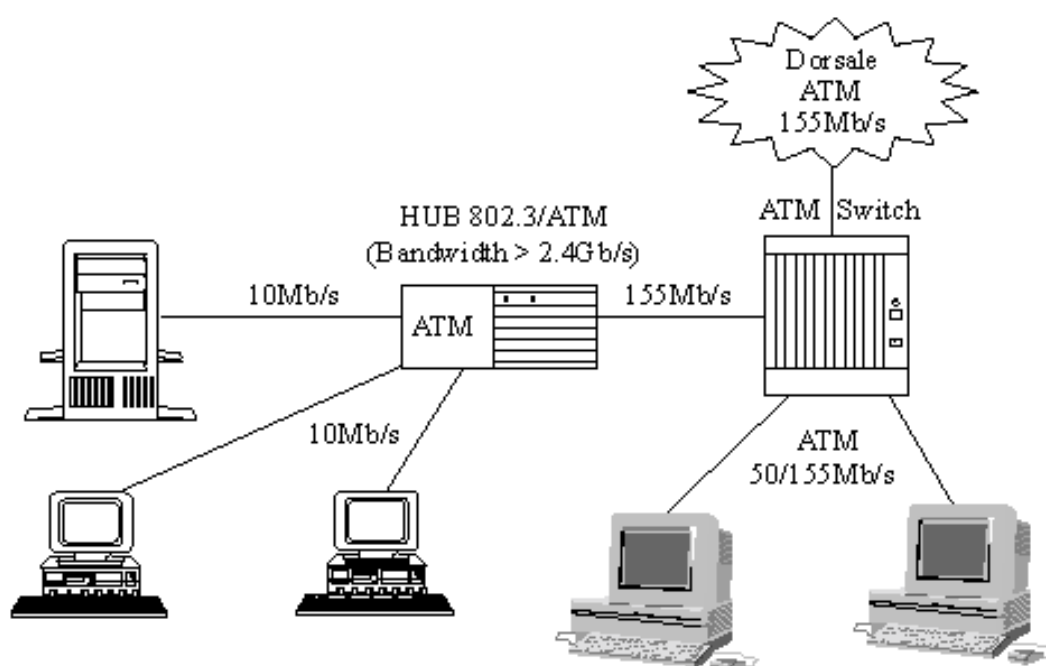 Dorsale
ATM
155Mb/s
HUB 802.3/ATM
(Bandwidth > 2.4Gb/s)
ATM Switch
10Mb/s
ATM
155Mb/s
10Mb/s
ATM
50/155Mb/s